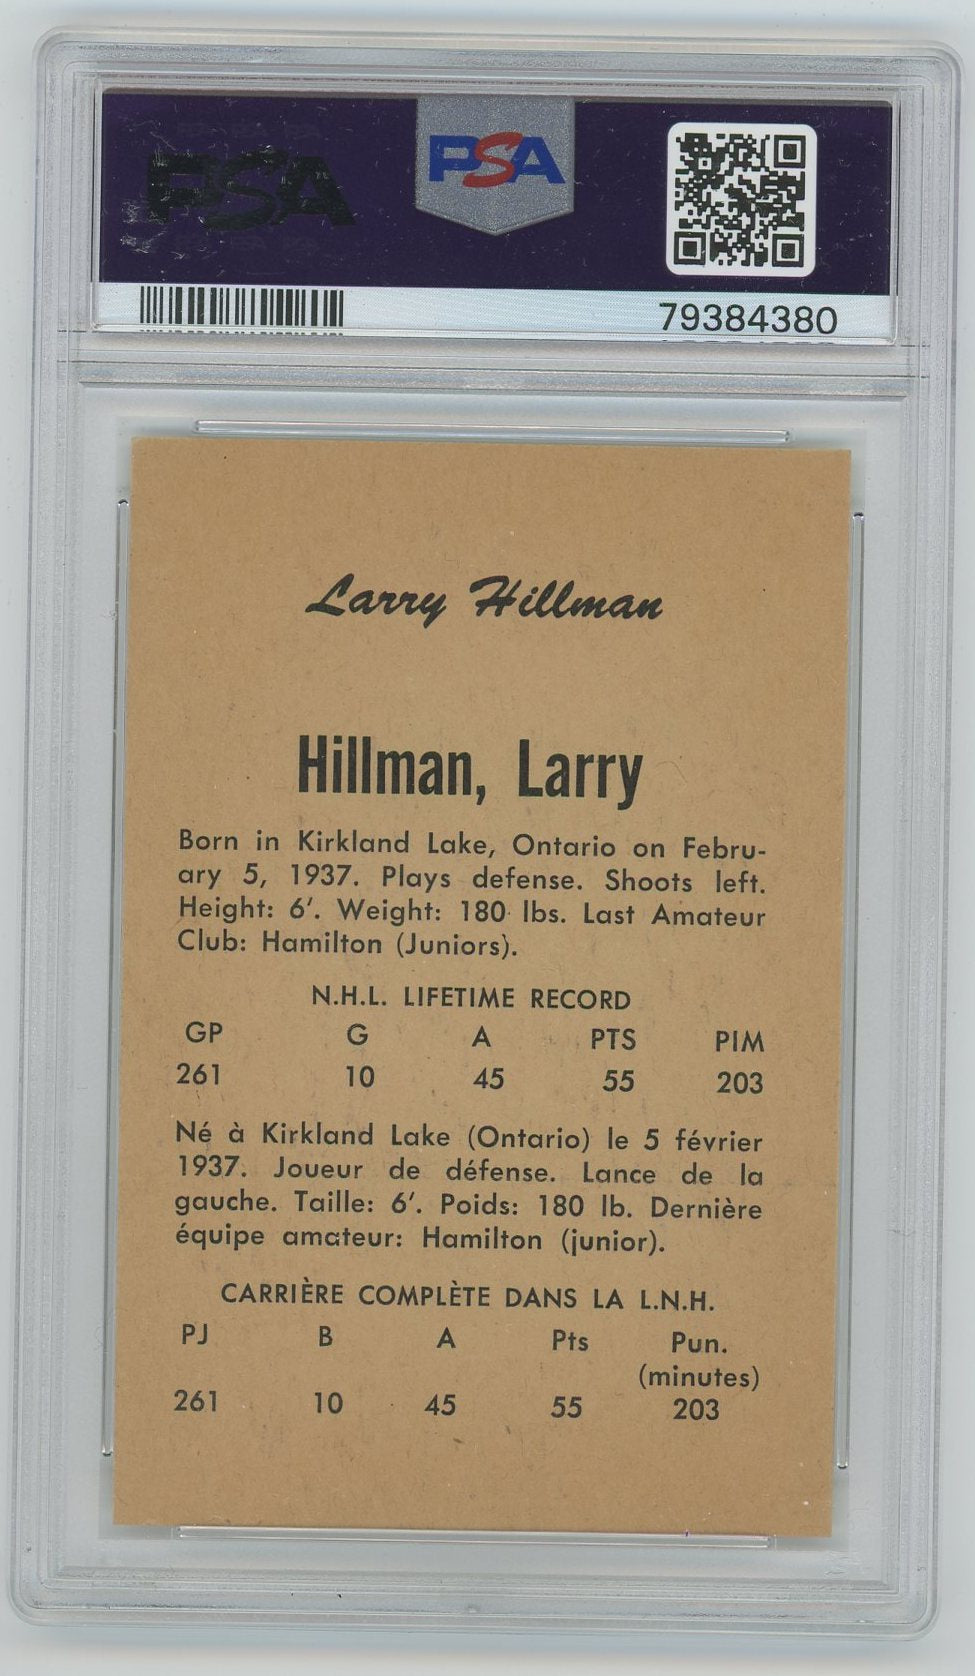 PSA
PSA
79384380
Larry Hillman
Hillman, Larry
Born in Kirkland Lake, Ontario on Febru-
ary 5, 1937. Plays defense. Shoots left.
Height: 6'. Weight: 180 lbs. Last Amateur
Club: Hamilton (Juniors).
N.H.L. LIFETIME RECORD
GP G A PTS PIM
261 10 45 55 203
Né à Kirkland Lake (Ontario) le 5 février
1937. Joueur de défense. Lance de la
gauche. Taille: 6'. Poids: 180 lb. Dernière
équipe amateur: Hamilton (junior).
CARRIÈRE COMPLÈTE DANS LA L.N.H.
PJ B A Pts Pun.
(minutes)
261 10 45 55 203